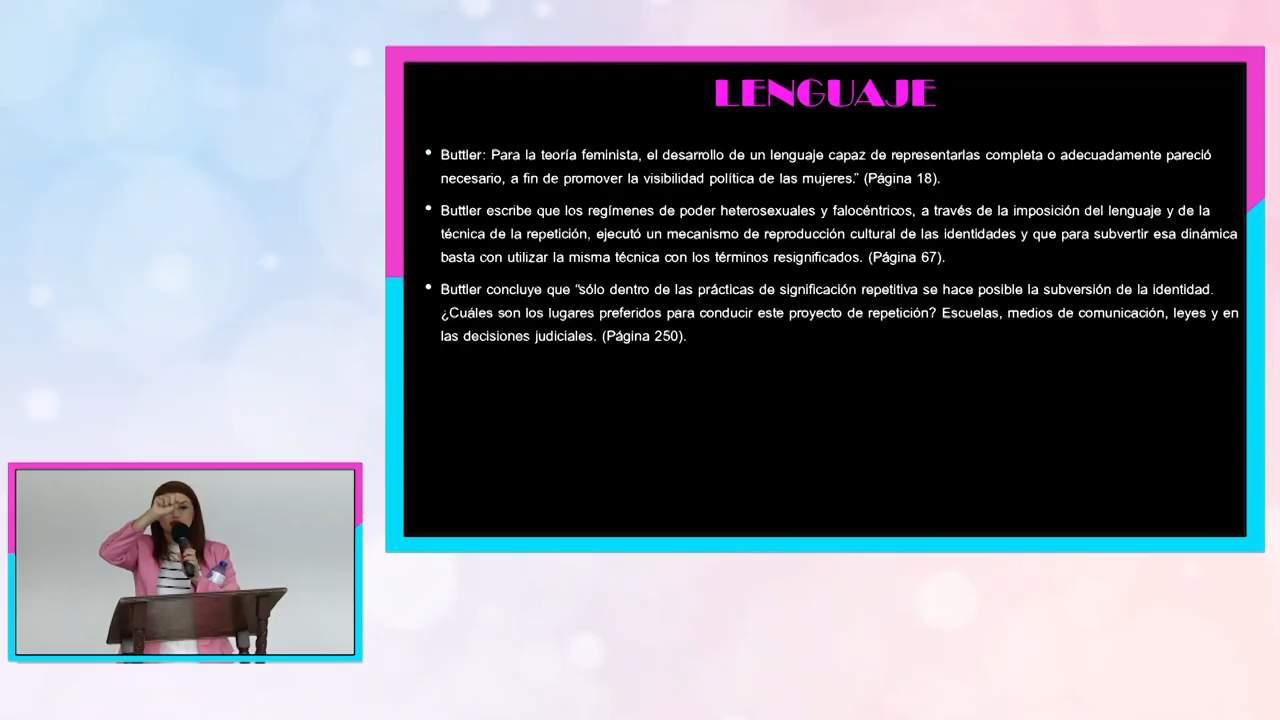 LENGUAJE
• Buttler: Para la teoría feminista, el desarrollo de un lenguaje capaz de representarlas completa o adecuadamente pareció
necesario, a fin de promover la visibilidad política de las mujeres.” (Página 18).
• Buttler escribe que los regímenes de poder heterosexuales y falocéntricos, a través de la imposición del lenguaje y de la
técnica de la repetición, ejecutó un mecanismo de reproducción cultural de las identidades y que para subvertir esa dinámica
basta con utilizar la misma técnica con los términos resignificados. (Página 67).
• Buttler concluye que “sólo dentro de las prácticas de significación repetitiva se hace posible la subversión de la identidad.
¿Cuáles son los lugares preferidos para conducir este proyecto de repetición? Escuelas, medios de comunicación, leyes y en
las decisiones judiciales. (Página 250).